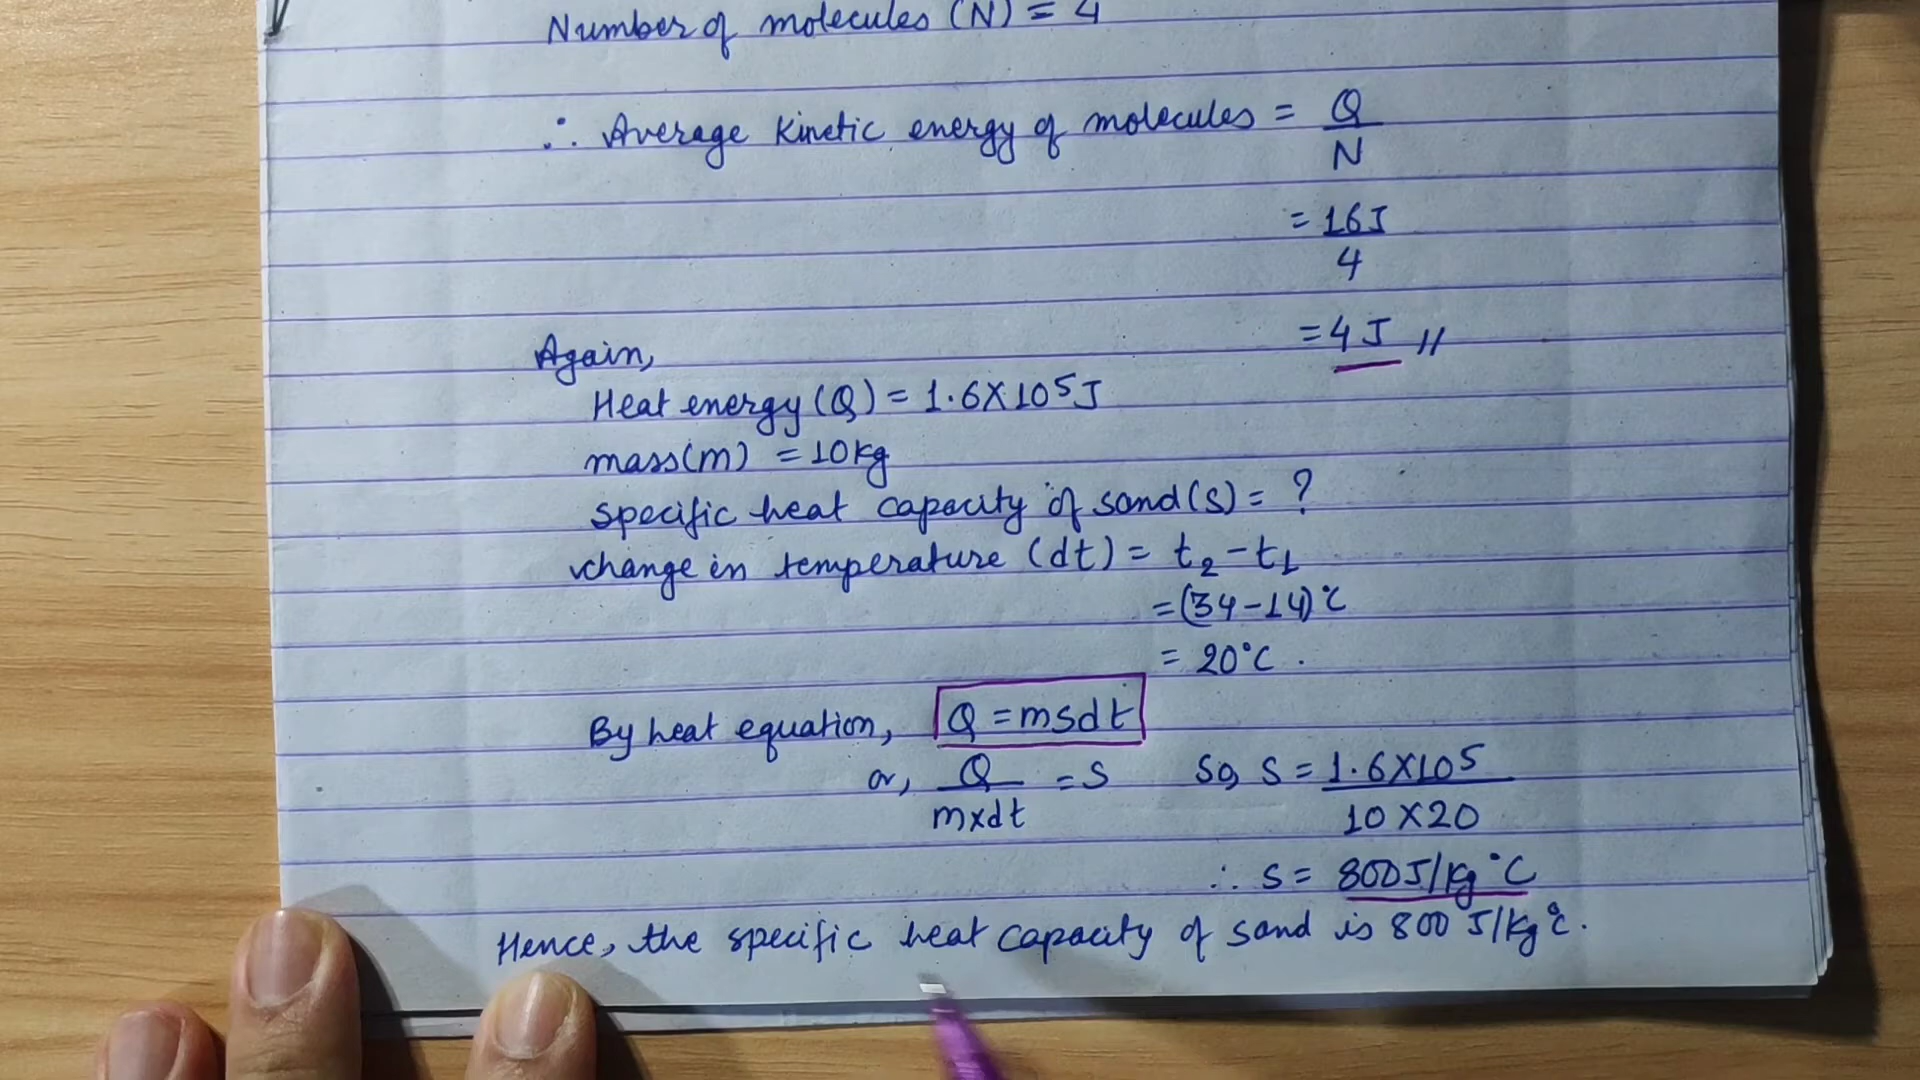 Number of molecules (N) = 4
∴ Average Kinetic energy of molecules = Q/N
= 16J/4
= 4 J //
Again,
Heat energy (Q) = 1.6X10⁵J
mass(m) = 10kg
specific heat capacity of sand(s) = ?
change in temperature (dt) = t₂ - t₁
= (34-14)°C
= 20°C .
By heat equation, Q = msdt
or, Q/mxdt = s So, s = 1.6X10⁵/10X20
∴ s = 800J/kg°C
Hence, the specific heat capacity of sand is 800 J/kg°C.